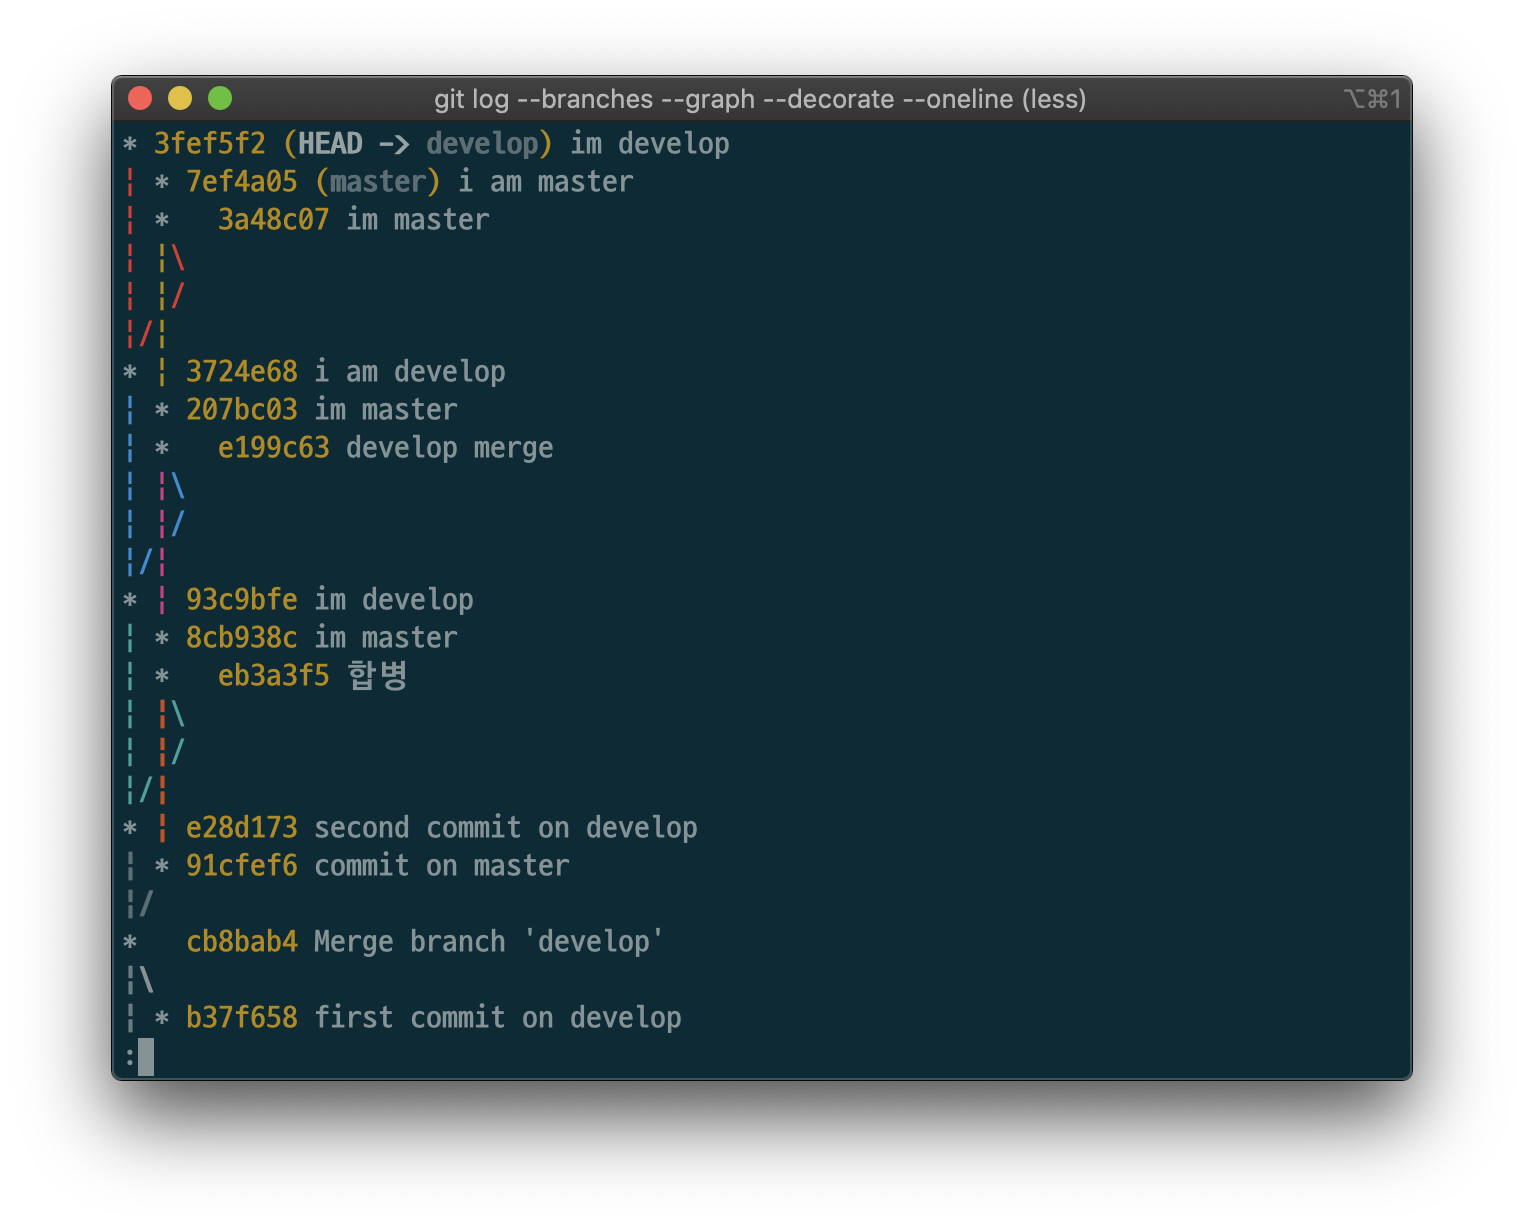 git log --branches --graph --decorate --oneline (less) ⌥⌘1
* 3fef5f2 (HEAD -> develop) im develop
¦ * 7ef4a05 (master) i am master
¦ *   3a48c07 im master
¦ ¦\
¦ ¦/
¦/¦
* ¦ 3724e68 i am develop
¦ * 207bc03 im master
¦ *   e199c63 develop merge
¦ ¦\
¦ ¦/
¦/¦
* ¦ 93c9bfe im develop
¦ * 8cb938c im master
¦ *   eb3a3f5 합병
¦ ¦\
¦ ¦/
¦/¦
* ¦ e28d173 second commit on develop
¦ * 91cfef6 commit on master
¦/
*   cb8bab4 Merge branch 'develop'
¦\
¦ * b37f658 first commit on develop
: